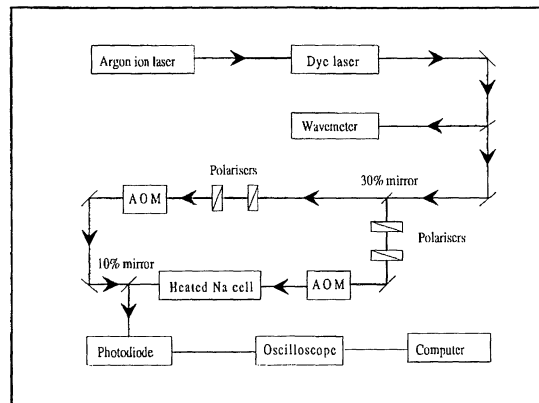 Argon ion laser
Dye laser
Wavemeter
Polarisers
30% mirror
AOM
Polarisers
10% mirror
Heated Na cell
AOM
Photodiode
Oscilloscope
Computer